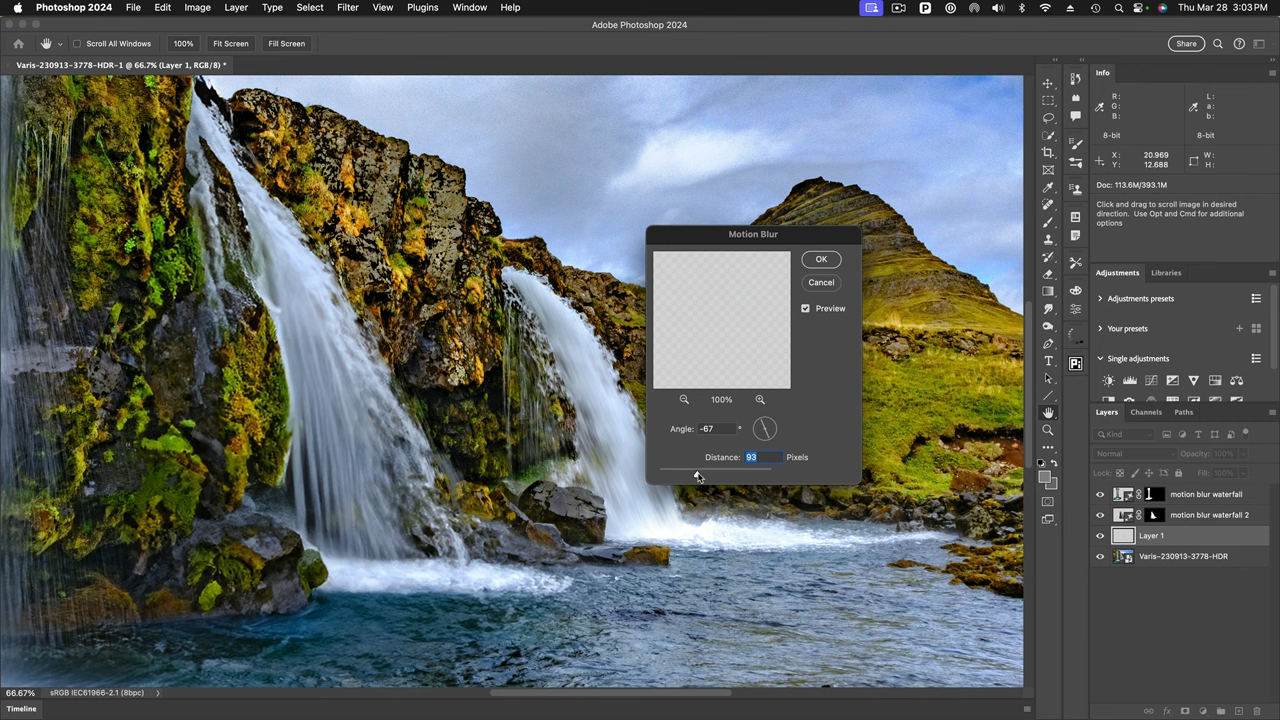 Photoshop 2024 File Edit Image Layer Type Select Filter View Plugins Window Help Thu Mar 28 3:03 PM
Adobe Photoshop 2024
Scroll All Windows 100% Fit Screen Fill Screen Share
Varis-230913-3778-HDR-1 @ 66.7% (Layer 1, RGB/8) *
Info
R: L:
G: a:
B: b:
8-bit 8-bit
X: 20.969 W:
Y: 12.688 H:
Doc: 113.6M/393.1M
Click and drag to scroll image in desired
direction. Use Opt and Cmd for additional
options
Motion Blur
OK
Cancel
Preview
100%
Angle: -67 °
Distance: 93 Pixels
Adjustments Libraries
Adjustments presets
Your presets
Single adjustments
Layers Channels Paths
Kind
Normal Opacity: 100%
Lock: Fill: 100%
motion blur waterfall
motion blur waterfall 2
Layer 1
Varis-230913-3778-HDR
66.67% sRGB IEC61966-2.1 (8bpc)
Timeline